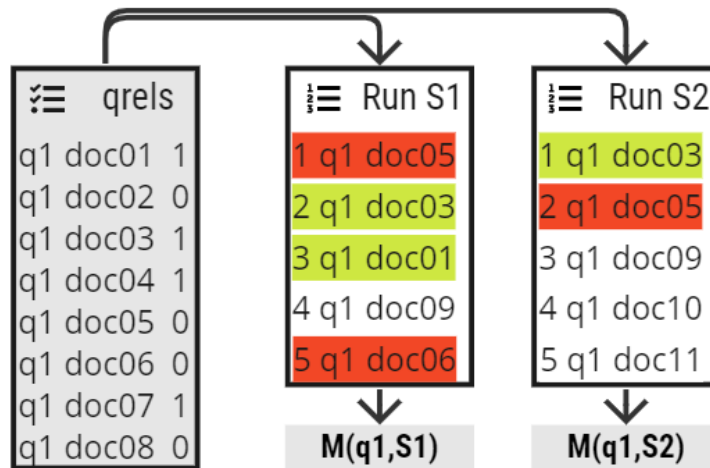 qrels
q1 doc01 1
q1 doc02 0
q1 doc03 1
q1 doc04 1
q1 doc05 0
q1 doc06 0
q1 doc07 1
q1 doc08 0
Run S1
1 q1 doc05
2 q1 doc03
3 q1 doc01
4 q1 doc09
5 q1 doc06
M(q1,S1)
Run S2
1 q1 doc03
2 q1 doc05
3 q1 doc09
4 q1 doc10
5 q1 doc11
M(q1,S2)